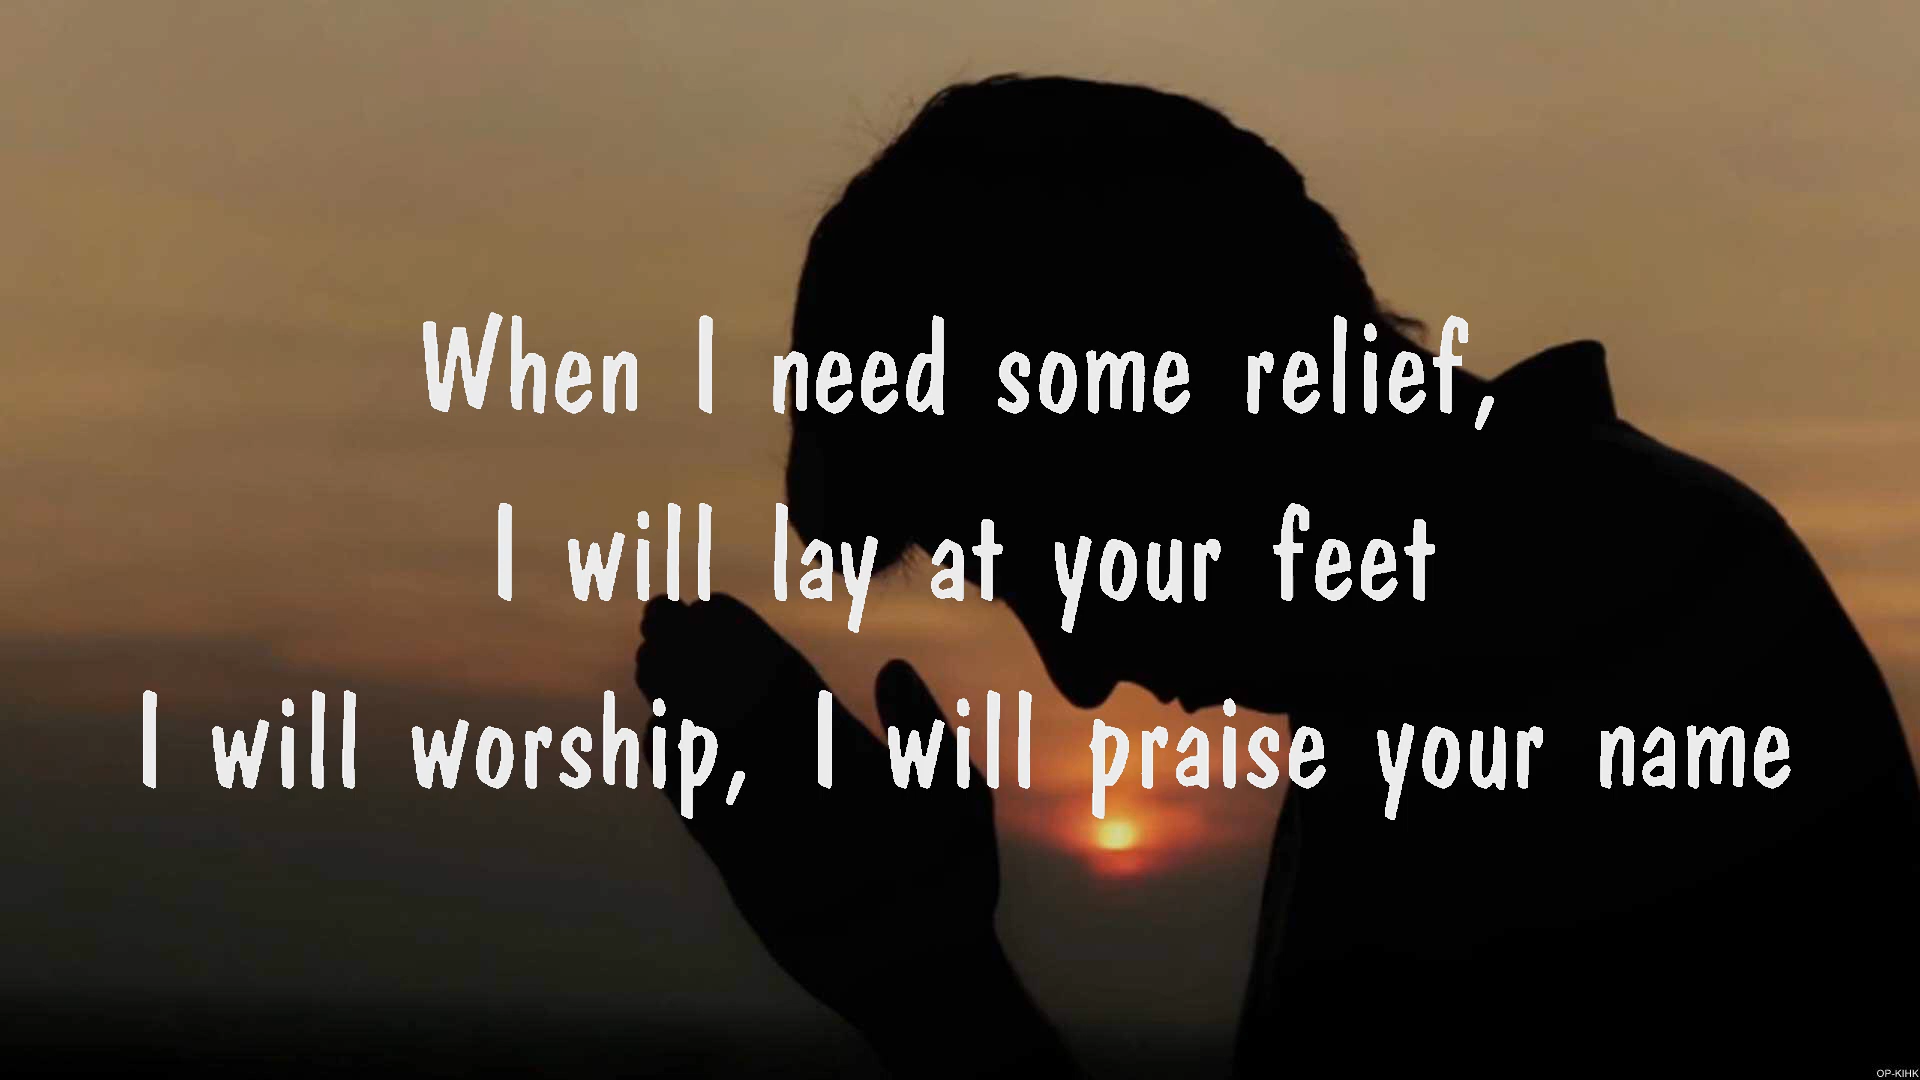 When I need some relief,
I will lay at your feet
I will worship, I will praise your name
OP-KIHK